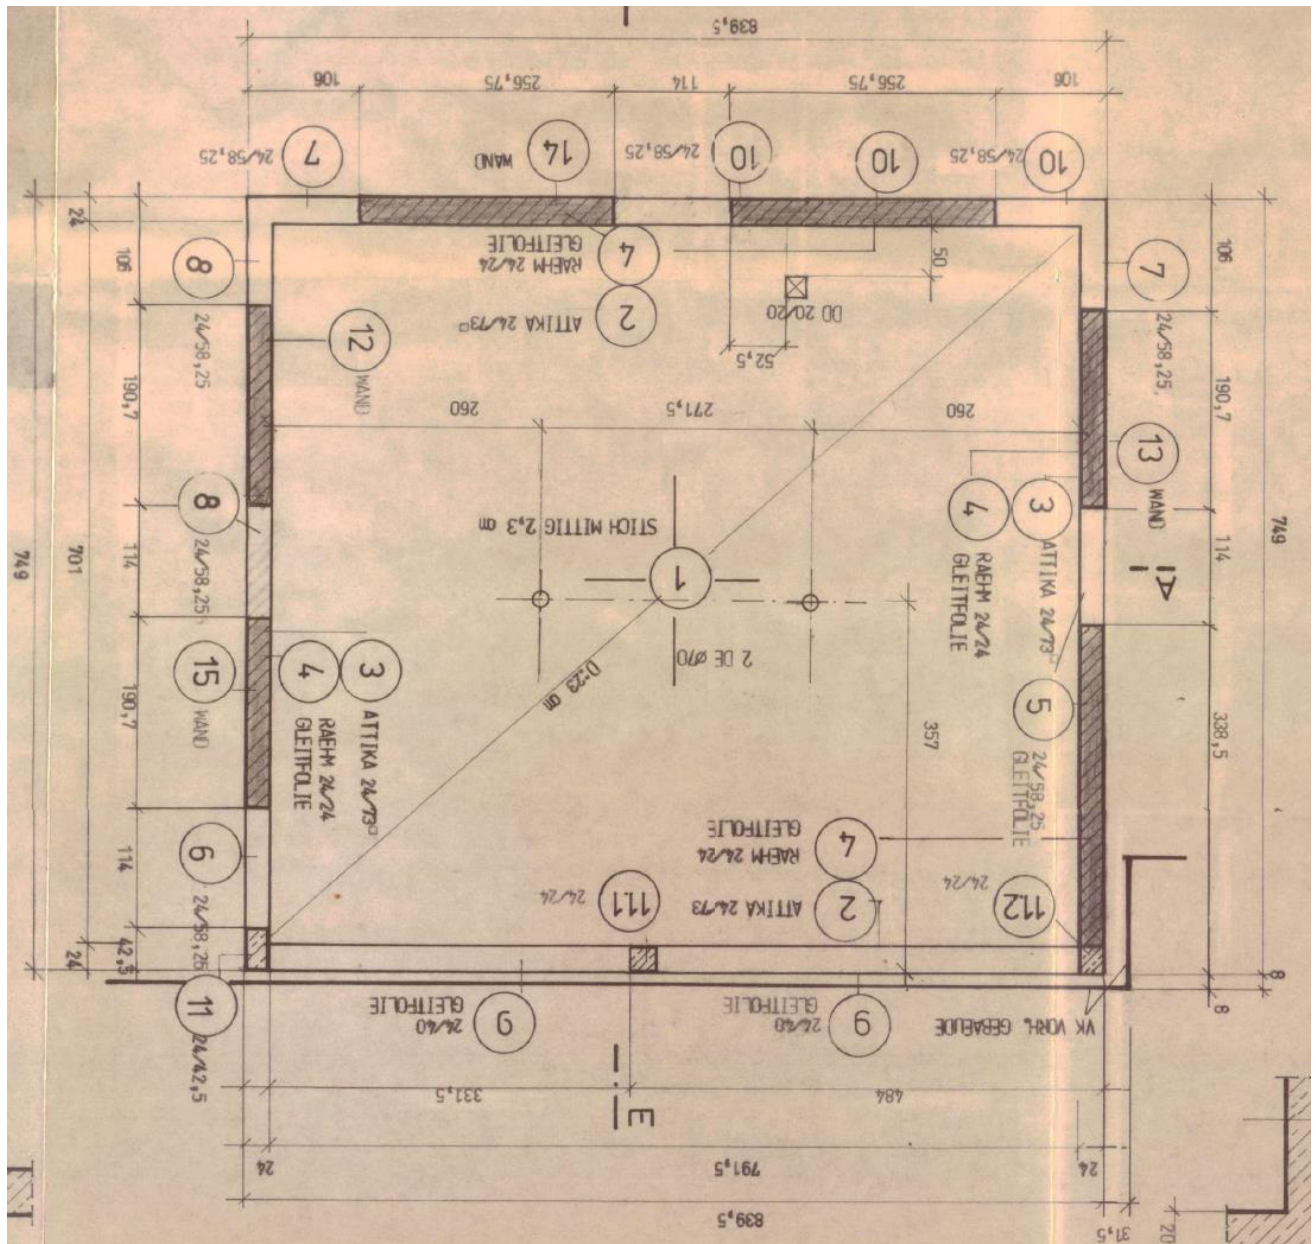 839,5
106
256,75
114
256,75
106
24/58,25
7
WAND
14
24/58,25
10
10
24/58,25
10
749
701
24
106
190,7
114
190,7
114
42,5
24
8
24/58,25
12
WAND
8
24/58,25
15
WAND
6
24/58,25
11
24/42,5
4
RAEHM 24/24
GLEITFOLIE
2
ATTIKA 24/73
50
DD 20/20
52,5
260
271,5
260
STICH MITTIG 2,3 cm
1
2 DE Ø70
D=23 cm
357
3
ATTIKA 24/73
4
RAEHM 24/24
GLEITFOLIE
7
24/58,25
13
WAND
3
ATTIKA 24/73
4
RAEHM 24/24
GLEITFOLIE
5
24/58,25
GLEITFOLIE
A
106
190,7
114
338,5
749
8
8
4
RAEHM 24/24
GLEITFOLIE
2
ATTIKA 24/73
11.1
24/24
11.2
24/24
9
24/40
GLEITFOLIE
9
24/40
GLEITFOLIE
VK VORH. GEBAEUDE
331,5
484
E
24
791,5
24
839,5
31,5
20